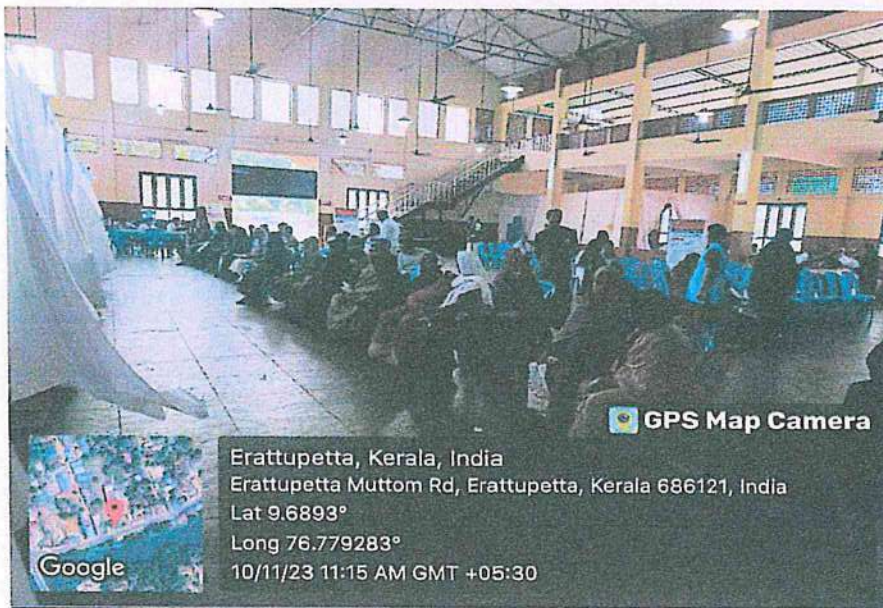 GPS Map Camera
Erattupetta, Kerala, India
Erattupetta Muttom Rd, Erattupetta, Kerala 686121, India
Lat 9.6893°
Long 76.779283°
10/11/23 11:15 AM GMT +05:30
Google